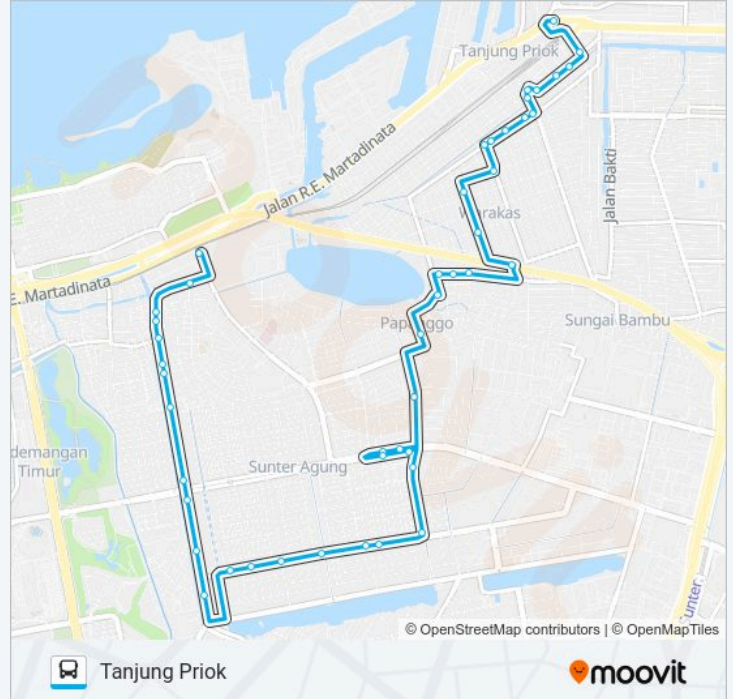 Tanjung Priok
Jalan R.E. Martadinata
Jalan Bakti
Warakas
E. Martadinata
Papanggo
Sungai Bambu
demangan
Timur
Sunter Agung
unter
© OpenStreetMap contributors | © OpenMapTiles
Tanjung Priok
moovit